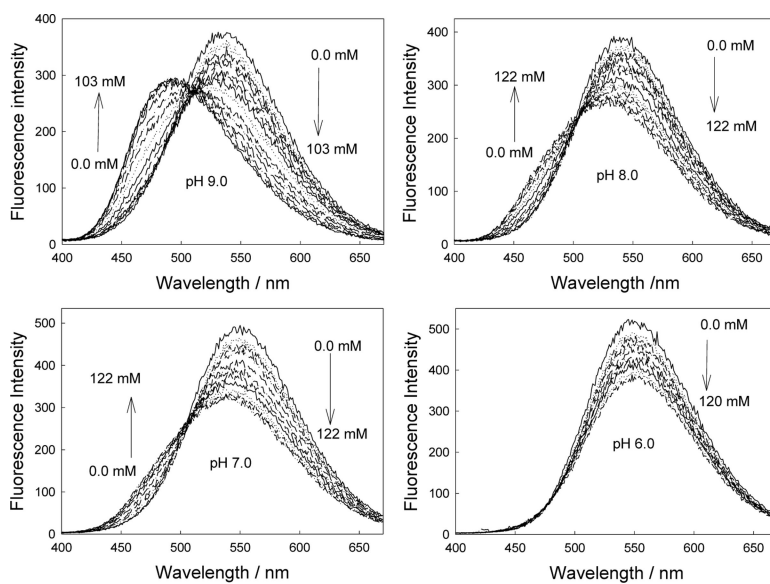 400
300
200
100
0
Fluorescence intensity
103 mM
0.0 mM
0.0 mM
103 mM
pH 9.0
400 450 500 550 600 650
Wavelength / nm
400
300
200
100
0
Fluorescence Intensity
122 mM
0.0 mM
0.0 mM
122 mM
pH 8.0
400 450 500 550 600 650
Wavelength /nm
500
400
300
200
100
0
Fluorescence Intensity
122 mM
0.0 mM
0.0 mM
122 mM
pH 7.0
400 450 500 550 600 650
Wavelength / nm
500
400
300
200
100
0
Fluorescence Intensity
0.0 mM
120 mM
pH 6.0
400 450 500 550 600 650
Wavelength / nm